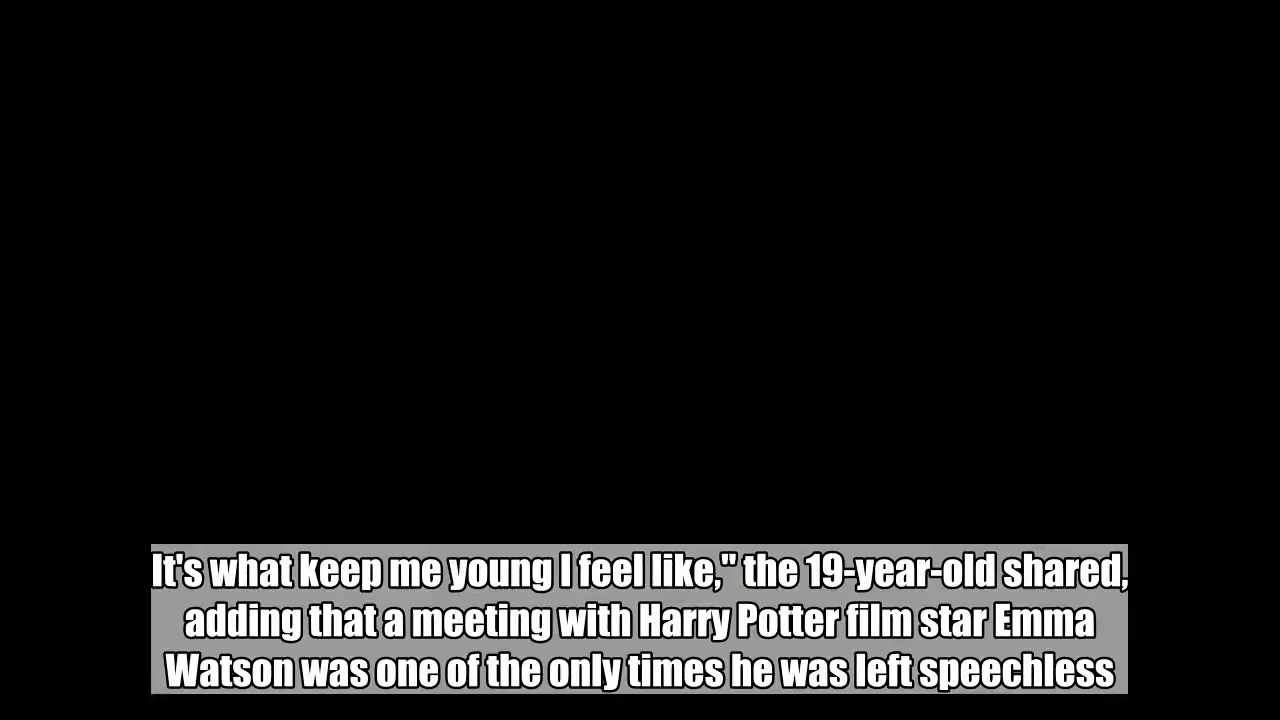 It's what keep me young I feel like," the 19-year-old shared,
adding that a meeting with Harry Potter film star Emma
Watson was one of the only times he was left speechless